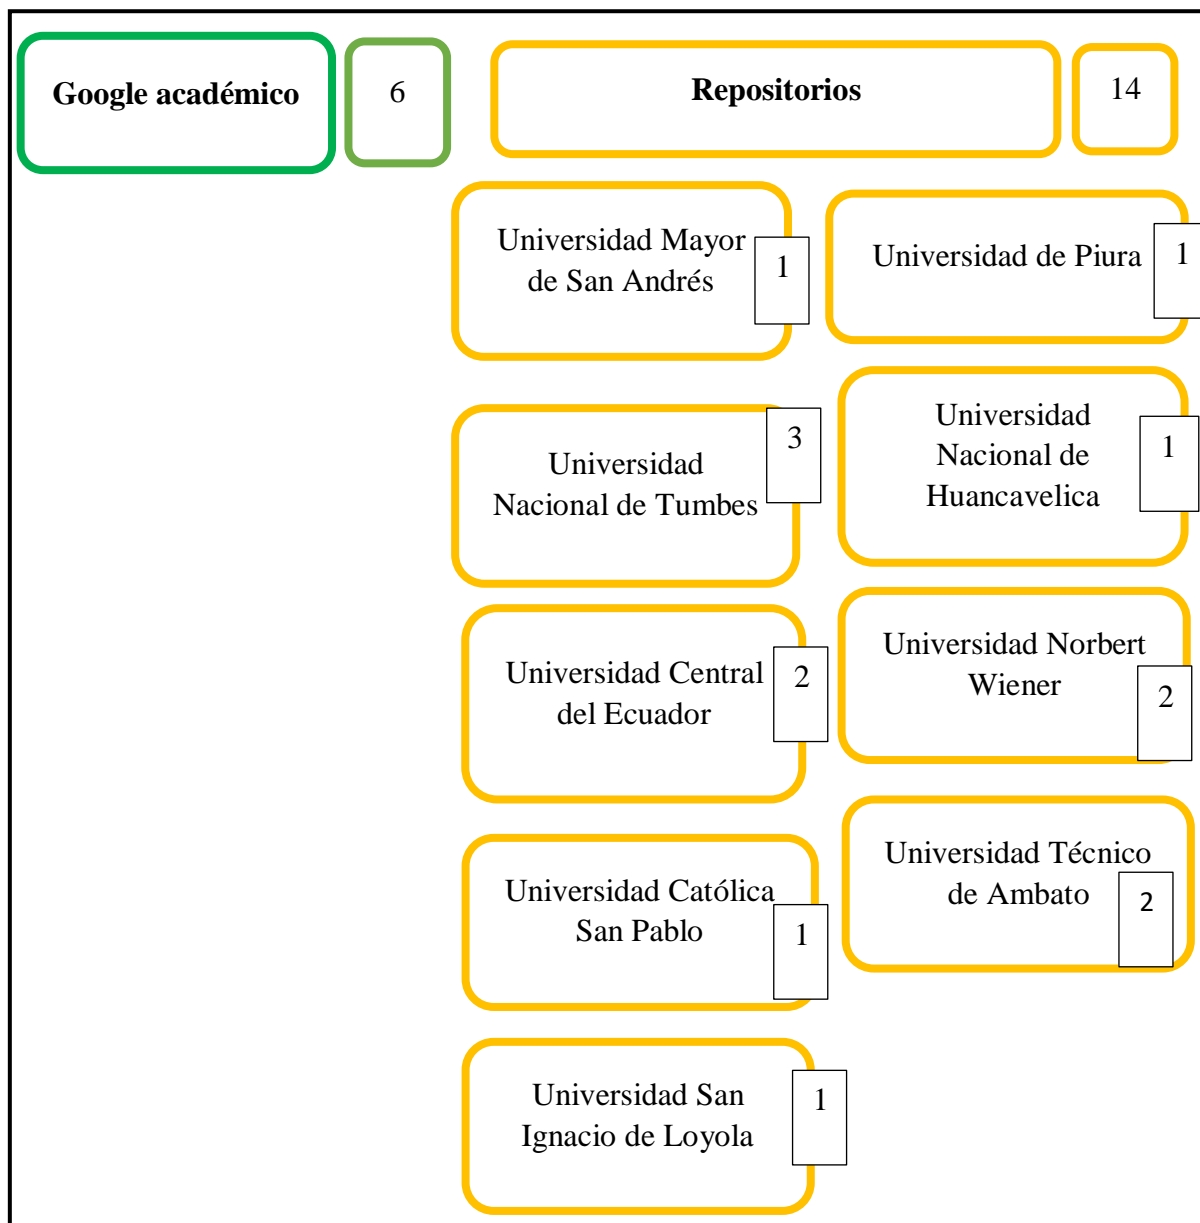 Google académico
6
Repositorios
14
Universidad Mayor
de San Andrés
1
Universidad de Piura
1
Universidad
Nacional de Tumbes
3
Universidad
Nacional de
Huancavelica
1
Universidad Central
del Ecuador
2
Universidad Norbert
Wiener
2
Universidad Católica
San Pablo
1
Universidad Técnico
de Ambato
2
Universidad San
Ignacio de Loyola
1